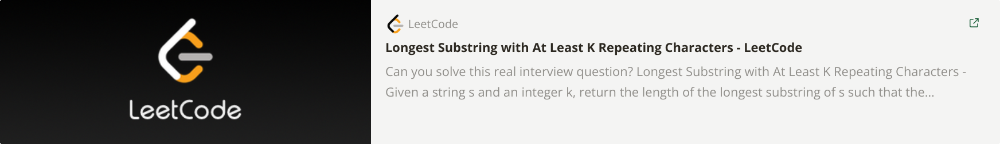 LeetCode
LeetCode
Longest Substring with At Least K Repeating Characters - LeetCode
Can you solve this real interview question? Longest Substring with At Least K Repeating Characters -
Given a string s and an integer k, return the length of the longest substring of s such that the...